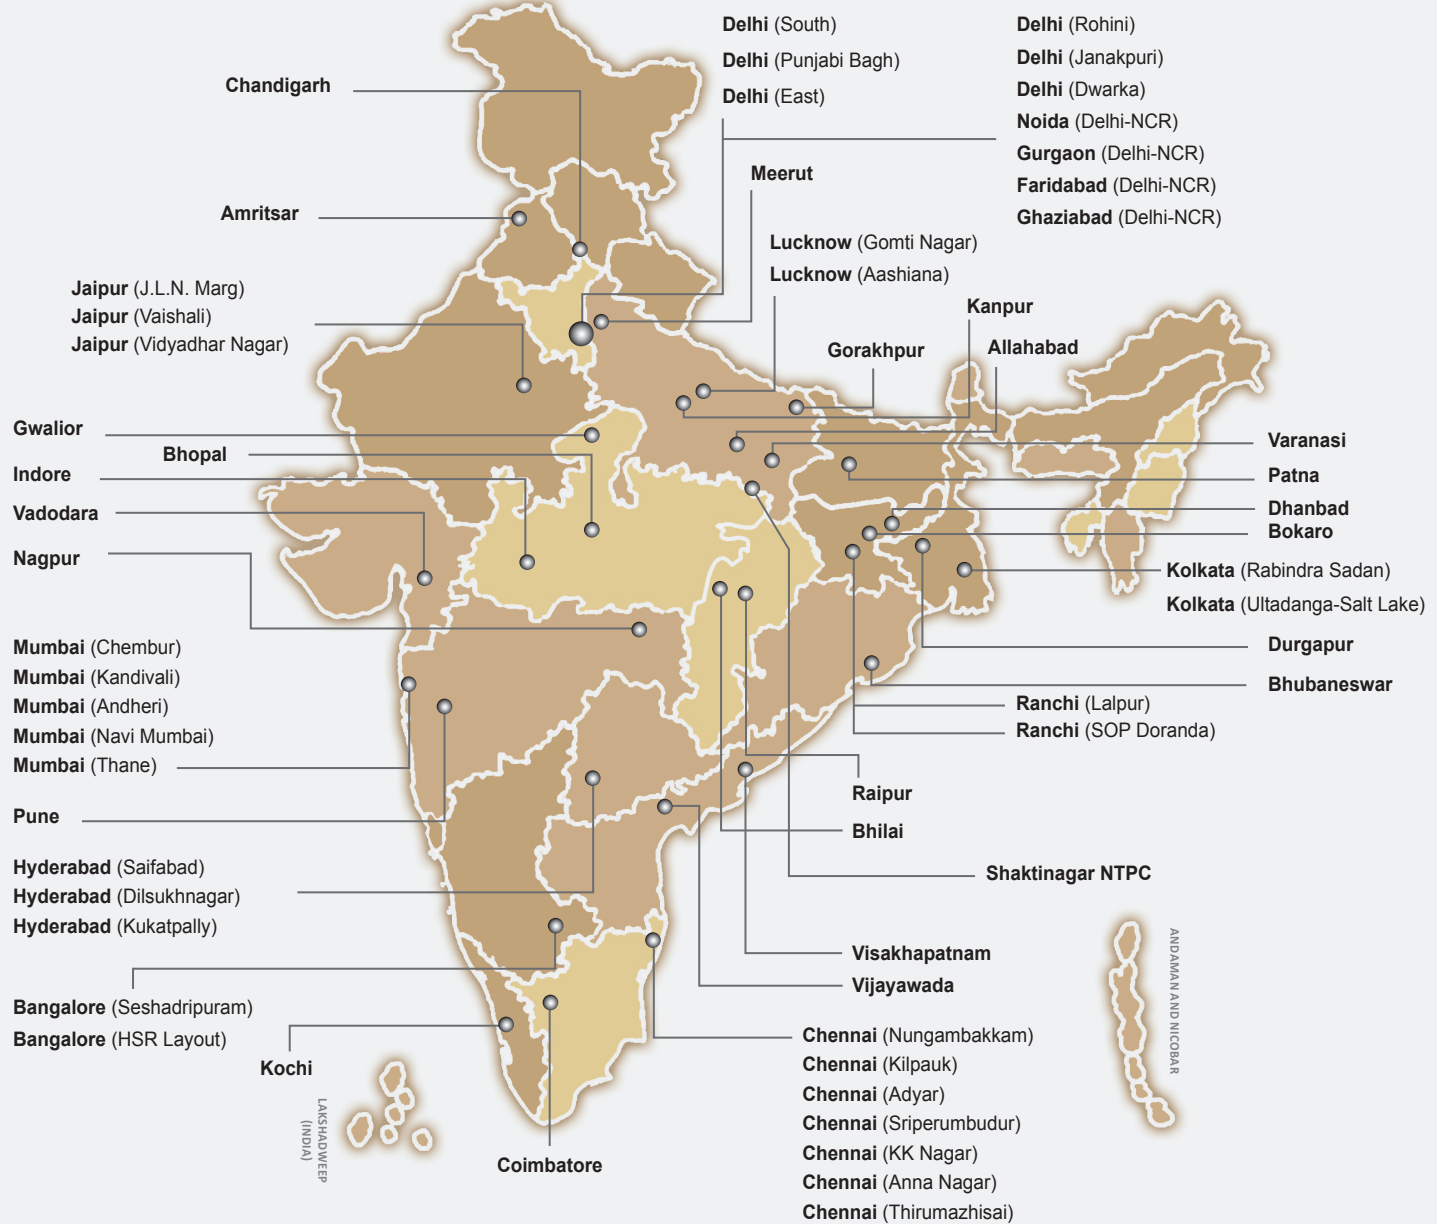 Delhi (South)
Delhi (Punjabi Bagh)
Delhi (East)
Delhi (Rohini)
Delhi (Janakpuri)
Delhi (Dwarka)
Noida (Delhi-NCR)
Gurgaon (Delhi-NCR)
Faridabad (Delhi-NCR)
Ghaziabad (Delhi-NCR)
Chandigarh
Meerut
Amritsar
Lucknow (Gomti Nagar)
Lucknow (Aashiana)
Jaipur (J.L.N. Marg)
Jaipur (Vaishali)
Jaipur (Vidyadhar Nagar)
Kanpur
Gorakhpur
Allahabad
Gwalior
Bhopal
Indore
Vadodara
Nagpur
Varanasi
Patna
Dhanbad
Bokaro
Kolkata (Rabindra Sadan)
Kolkata (Ultadanga-Salt Lake)
Durgapur
Bhubaneswar
Ranchi (Lalpur)
Ranchi (SOP Doranda)
Mumbai (Chembur)
Mumbai (Kandivali)
Mumbai (Andheri)
Mumbai (Navi Mumbai)
Mumbai (Thane)
Pune
Raipur
Bhilai
Shaktinagar NTPC
Hyderabad (Saifabad)
Hyderabad (Dilsukhnagar)
Hyderabad (Kukatpally)
Visakhapatnam
Vijayawada
Bangalore (Seshadripuram)
Bangalore (HSR Layout)
Kochi
Coimbatore
Chennai (Nungambakkam)
Chennai (Kilpauk)
Chennai (Adyar)
Chennai (Sriperumbudur)
Chennai (KK Nagar)
Chennai (Anna Nagar)
Chennai (Thirumazhisai)
LAKSHADWEEP
(INDIA)
ANDAMAN AND NICOBAR